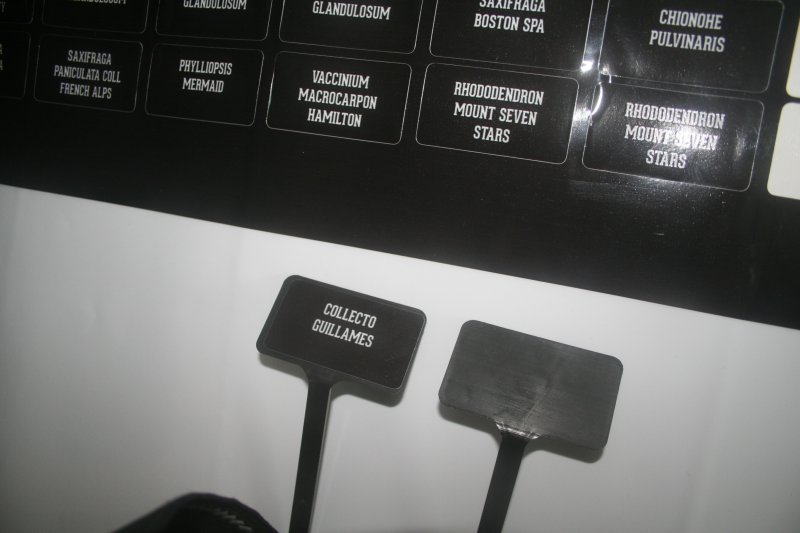 GLANDULOSUM
GLANDULOSUM
SAXIFRAGA
BOSTON SPA
CHIONOHE
PULVINARIS
SAXIFRAGA
PANICULATA COLL
FRENCH ALPS
PHYLLIOPSIS
MERMAID
VACCINIUM
MACROCARPON
HAMILTON
RHODODENDRON
MOUNT SEVEN
STARS
RHODODENDRON
MOUNT SEVEN
STARS
COLLECTO
GUILLAMES